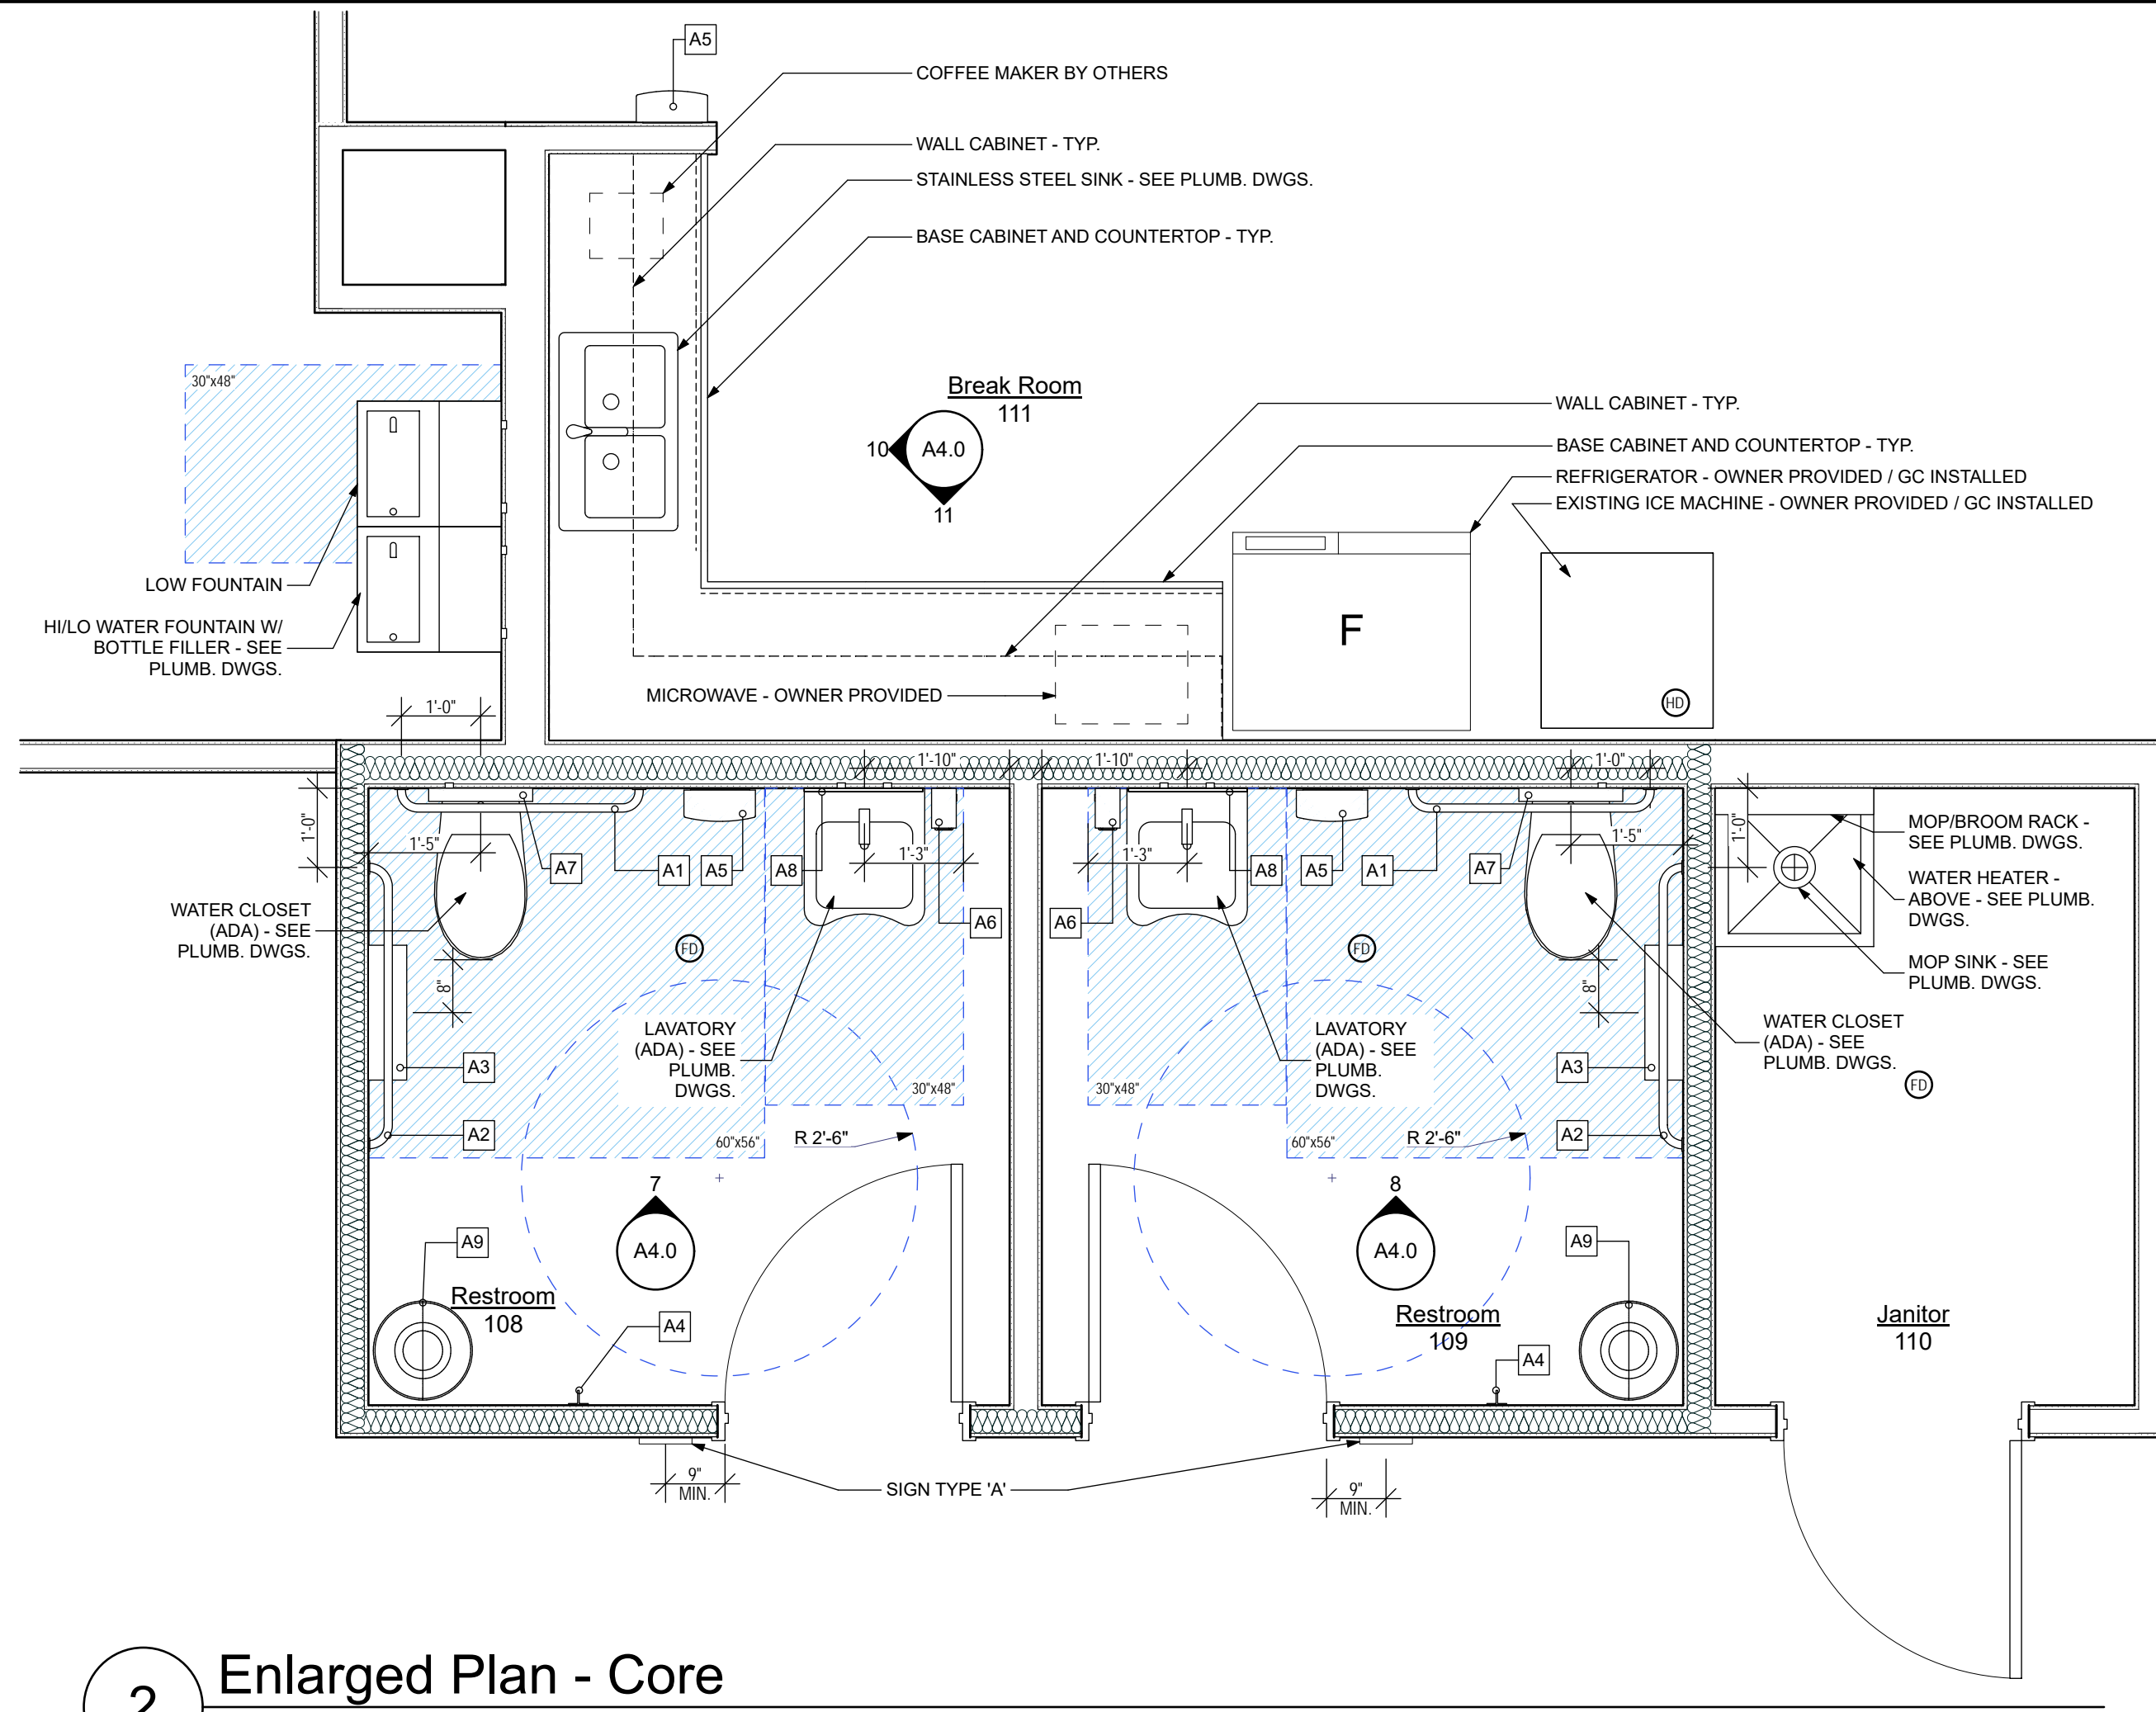 A5
COFFEE MAKER BY OTHERS
WALL CABINET - TYP.
STAINLESS STEEL SINK - SEE PLUMB. DWGS.
BASE CABINET AND COUNTERTOP - TYP.
30"x48"
Break Room
111
10
A4.0
11
WALL CABINET - TYP.
BASE CABINET AND COUNTERTOP - TYP.
REFRIGERATOR - OWNER PROVIDED / GC INSTALLED
EXISTING ICE MACHINE - OWNER PROVIDED / GC INSTALLED
LOW FOUNTAIN
HI/LO WATER FOUNTAIN W/
BOTTLE FILLER - SEE
PLUMB. DWGS.
F
HD
MICROWAVE - OWNER PROVIDED
1'-0"
1'-10"
1'-10"
1'-0"
1'-0"
1'-5"
A7
A1
A5
A8
1'-3"
A6
A6
1'-3"
A8
A5
A1
A7
1'-5"
1'-0"
MOP/BROOM RACK -
SEE PLUMB. DWGS.
WATER HEATER -
ABOVE - SEE PLUMB.
DWGS.
MOP SINK - SEE
PLUMB. DWGS.
WATER CLOSET
(ADA) - SEE
PLUMB. DWGS.
FD
FD
8"
8"
LAVATORY
(ADA) - SEE
PLUMB.
DWGS.
LAVATORY
(ADA) - SEE
PLUMB.
DWGS.
WATER CLOSET
(ADA) - SEE
PLUMB. DWGS.
FD
A3
A3
30"x48"
30"x48"
A2
60"x56"
R 2'-6"
60"x56"
R 2'-6"
A2
7
A4.0
8
A4.0
A9
A9
Restroom
108
A4
Restroom
109
A4
Janitor
110
9"
MIN.
SIGN TYPE 'A'
9"
MIN.
2
Enlarged Plan - Core